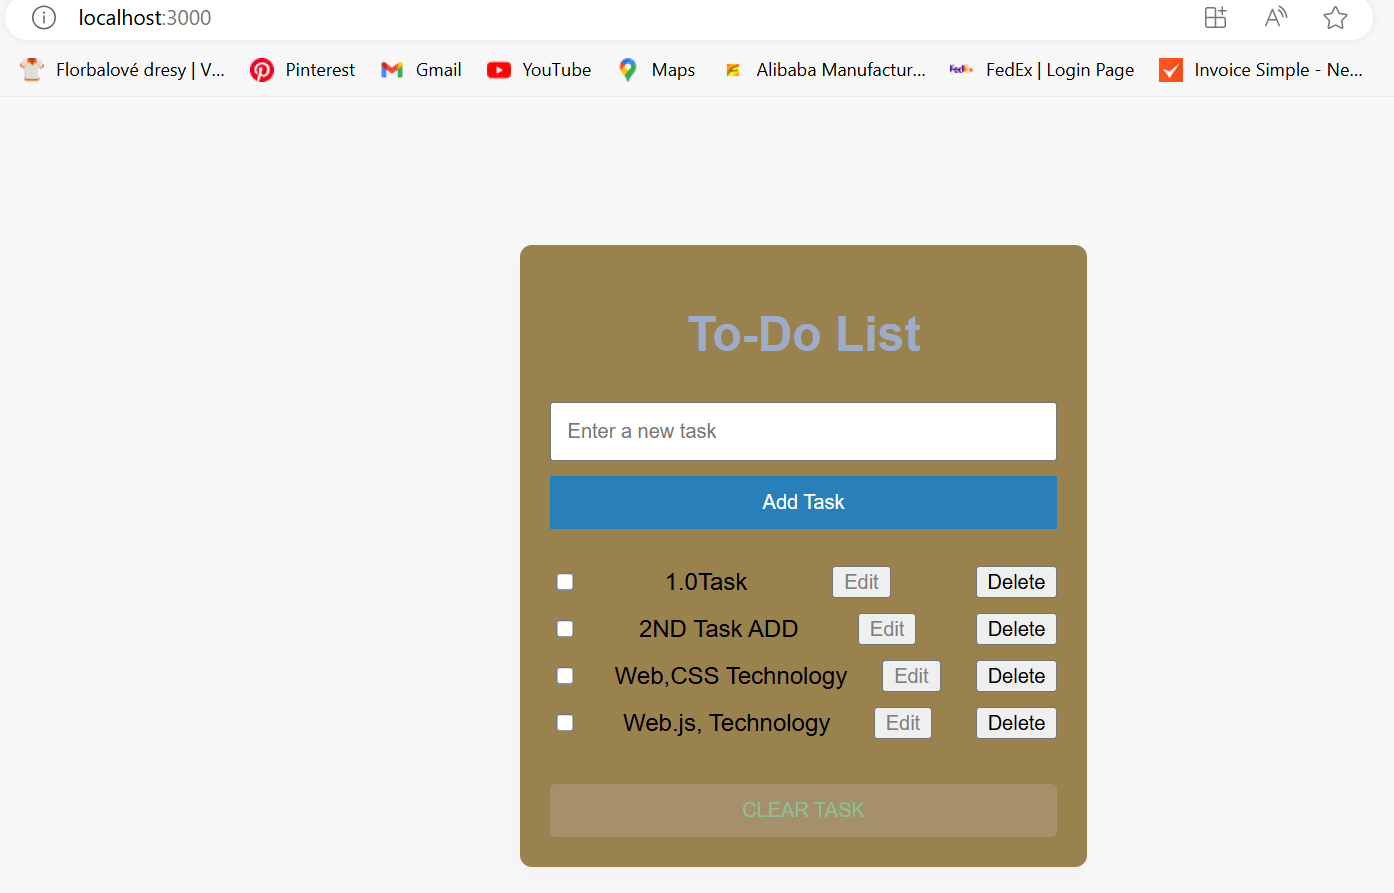 localhost:3000
Florbalové dresy | V... Pinterest Gmail YouTube Maps Alibaba Manufactur... FedEx FedEx | Login Page Invoice Simple - Ne...
To-Do List
Enter a new task
Add Task
1.0Task Edit Delete
2ND Task ADD Edit Delete
Web,CSS Technology Edit Delete
Web.js, Technology Edit Delete
CLEAR TASK